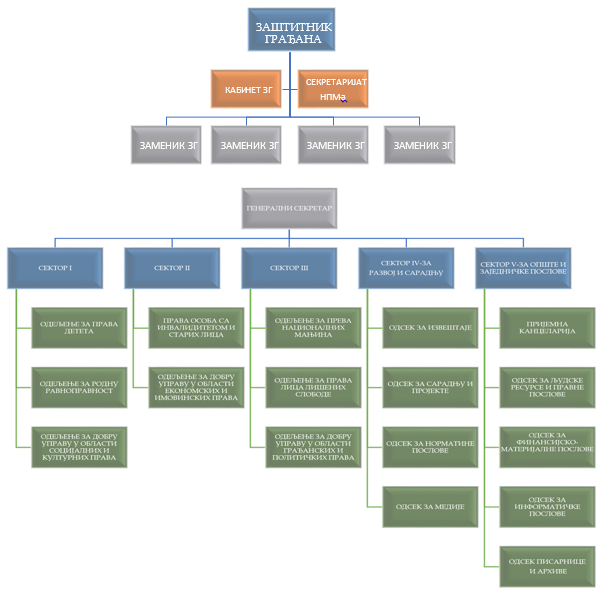 ЗАШТИТНИК
ГРАЂАНА
КАБИНЕТ ЗГ
СЕКРЕТАРИЈАТ
НПМа
ЗАМЕНИК ЗГ
ЗАМЕНИК ЗГ
ЗАМЕНИК ЗГ
ЗАМЕНИК ЗГ
ГЕНЕРАЛНИ СЕКРЕТАР
СЕКТОР I
СЕКТОР II
СЕКТОР III
СЕКТОР IV-ЗА
РАЗВОЈ И САРАДЊУ
СЕКТОР V-ЗА ОПШТЕ И
ЗАЈЕДНИЧКЕ ПОСЛОВЕ
ОДЕЉЕЊЕ ЗА ПРАВА
ДЕТЕТА
ОДЕЉЕЊЕ ЗА РОДНУ
РАВНОПРАВНОСТ
ОДЕЉЕЊЕ ЗА ДОБРУ
УПРАВУ У ОБЛАСТИ
СОЦИЈАЛНИХ И
КУЛТУРНИХ ПРАВА
ПРАВА ОСОБА СА
ИНВАЛИДИТЕТОМ И
СТАРИХ ЛИЦА
ОДЕЉЕЊЕ ЗА ДОБРУ
УПРАВУ У ОБЛАСТИ
ЕКОНОМСКИХ И
ИМОВИНСКИХ ПРАВА
ОДЕЉЕЊЕ ЗА ПРЕВА
НАЦИОНАЛНИХ
МАЊИНА
ОДЕЉЕЊЕ ЗА ПРАВА
ЛИЦА ЛИШЕНИХ
СЛОБОДЕ
ОДЕЉЕЊЕ ЗА ДОБРУ
УПРАВУ У ОБЛАСТИ
ГРАЂАНСКИХ И
ПОЛИТИЧКИХ ПРАВА
ОДСЕК ЗА ИЗВЕШТАЈЕ
ОДСЕК ЗА САРАДЊУ И
ПРОЈЕКТЕ
ОДСЕК ЗА НОРМАТИНЕ
ПОСЛОВЕ
ОДСЕК ЗА МЕДИЈЕ
ПРИЈЕМНА
КАНЦЕЛАРИЈА
ОДСЕК ЗА ЉУДСКЕ
РЕСУРСЕ И ПРАВНЕ
ПОСЛОВЕ
ОДСЕК ЗА
ФИНАНСИЈСКО-
МАТЕРИЈАЛНЕ ПОСЛОВЕ
ОДСЕК ЗА
ИНФОРМАТИЧКЕ
ПОСЛОВЕ
ОДСЕК ПИСАРНИЦЕ
И АРХИВЕ